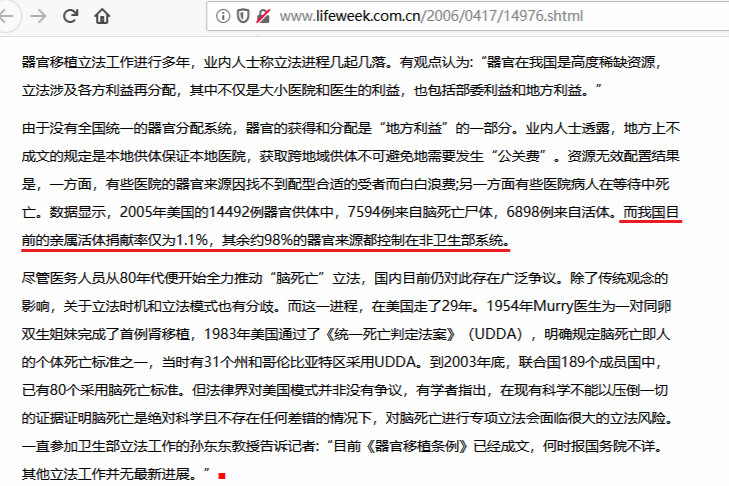 www.lifeweek.com.cn/2006/0417/14976.shtml
器官移植立法工作进行多年，业内人士称立法进程几起几落。有观点认为：“器官在我国是高度稀缺资源，
立法涉及各方利益再分配，其中不仅是大小医院和医生的利益，也包括部委利益和地方利益。”
由于没有全国统一的器官分配系统，器官的获得和分配是“地方利益”的一部分。业内人士透露，地方上不
成文的规定是本地供体保证本地医院，获取跨地域供体不可避免地需要发生“公关费”。资源无效配置结果
是，一方面，有些医院的器官来源因找不到配型合适的受者而白白浪费;另一方面有些医院病人在等待中死
亡。数据显示，2005年美国的14492例器官供体中，7594例来自脑死亡尸体，6898例来自活体。而我国目
前的亲属活体捐献率仅为1.1%，其余约98%的器官来源都控制在非卫生部系统。
尽管医务人员从80年代便开始全力推动“脑死亡”立法，国内目前仍对此存在广泛争议。除了传统观念的
影响，关于立法时机和立法模式也有分歧。而这一进程，在美国走了29年。1954年Murry医生为一对同卵
双生姐妹完成了首例肾移植，1983年美国通过了《统一死亡判定法案》（UDDA），明确规定脑死亡即人
的个体死亡标准之一，当时有31个州和哥伦比亚特区采用UDDA。到2003年底，联合国189个成员国中，
已有80个采用脑死亡标准。但法律界对美国模式并非没有争议，有学者指出，在现有科学不能以压倒一切
的证据证明脑死亡是绝对科学且不存在任何差错的情况下，对脑死亡进行专项立法会面临很大的立法风险。
一直参加卫生部立法工作的孙东东教授告诉记者：“目前《器官移植条例》已经成文，何时报国务院不详。
其他立法工作并无最新进展。”